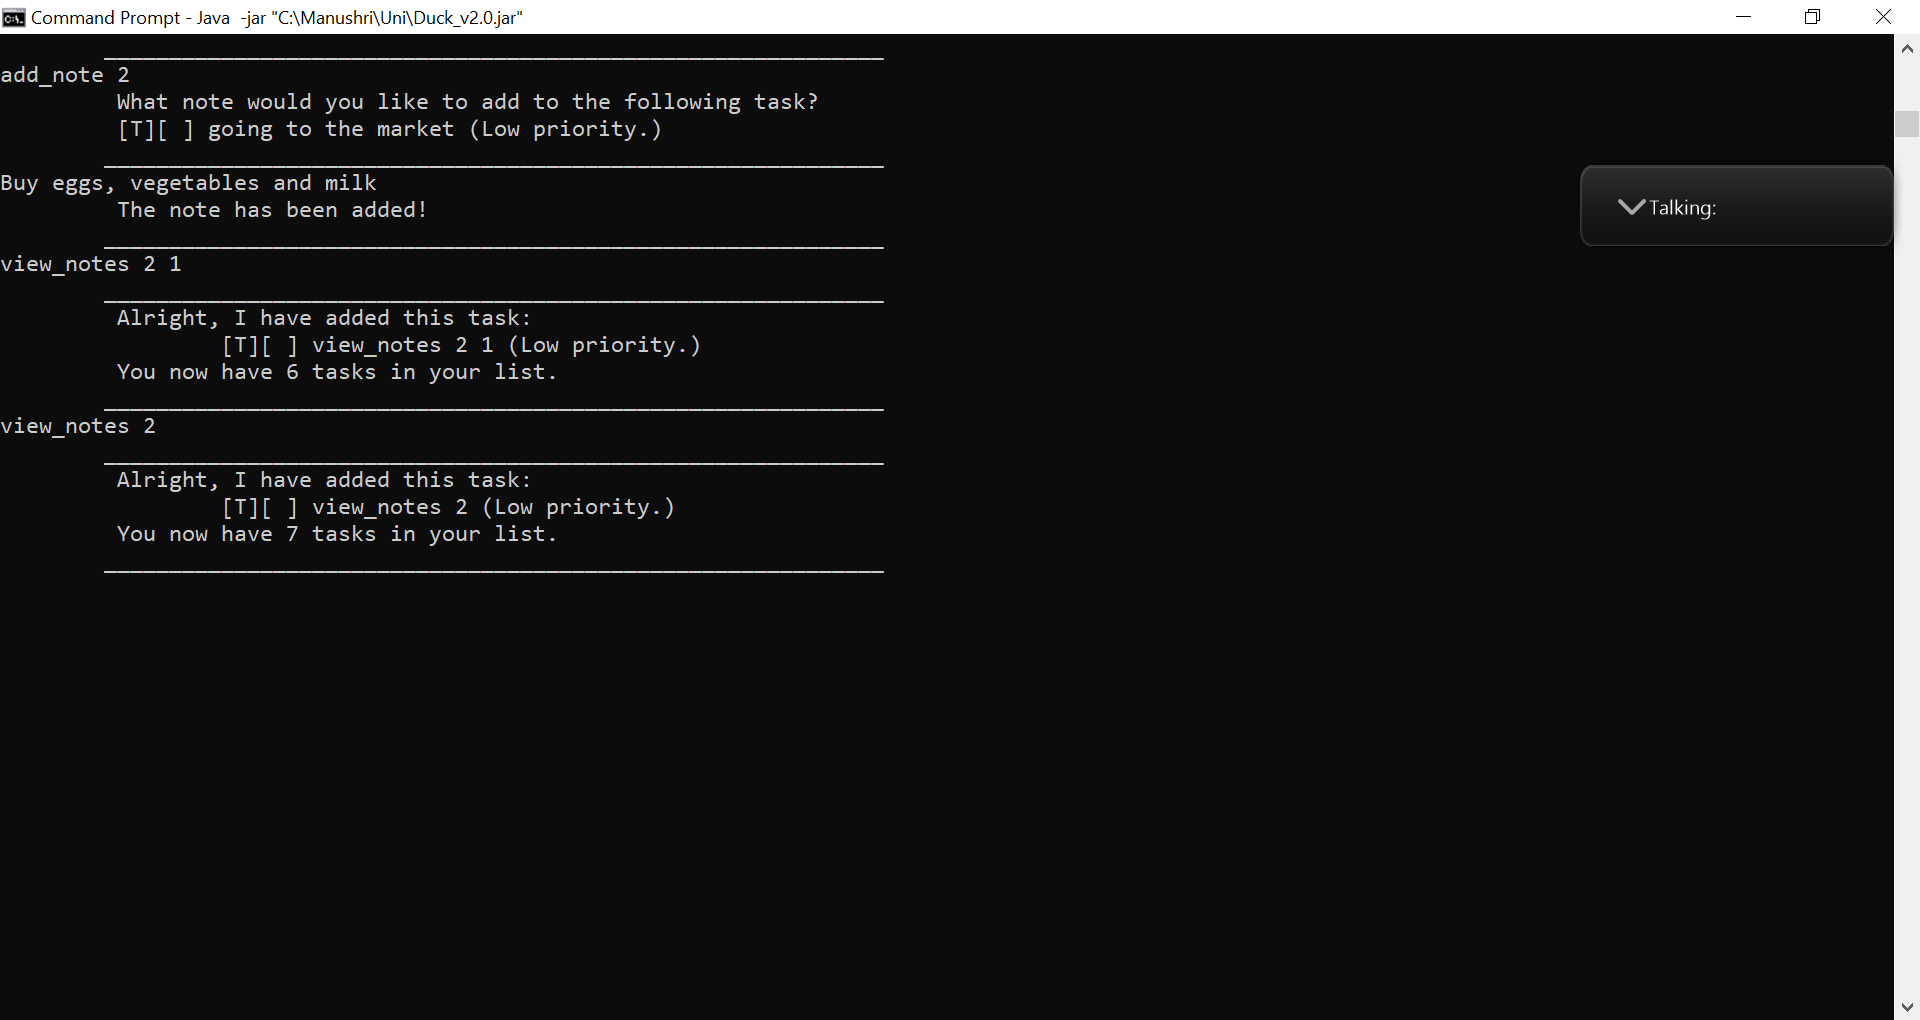 Command Prompt - Java -jar "C:\Manushri\Uni\Duck_v2.0.jar"
add_note 2
What note would you like to add to the following task?
[T][ ] going to the market (Low priority.)
Buy eggs, vegetables and milk
The note has been added!
Talking:
view_notes 2 1
Alright, I have added this task:
[T][ ] view_notes 2 1 (Low priority.)
You now have 6 tasks in your list.
view_notes 2
Alright, I have added this task:
[T][ ] view_notes 2 (Low priority.)
You now have 7 tasks in your list.